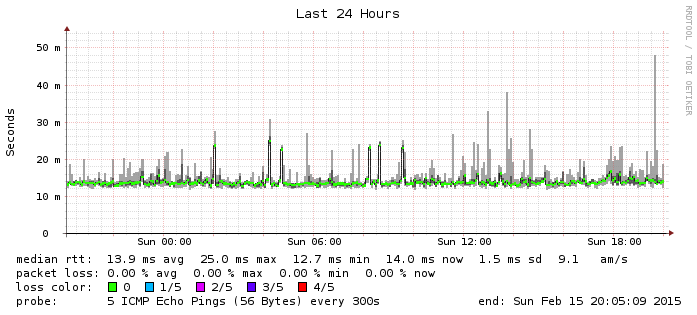 Last 24 Hours
RRDTOOL / TOBI OETIKER
Seconds
50 m
40 m
30 m
20 m
10 m
0
Sun 00:00 Sun 06:00 Sun 12:00 Sun 18:00
median rtt: 13.9 ms avg 25.0 ms max 12.7 ms min 14.0 ms now 1.5 ms sd 9.1 am/s
packet loss: 0.00 % avg 0.00 % max 0.00 % min 0.00 % now
loss color: 0 1/5 2/5 3/5 4/5
probe: 5 ICMP Echo Pings (56 Bytes) every 300s end: Sun Feb 15 20:05:09 2015